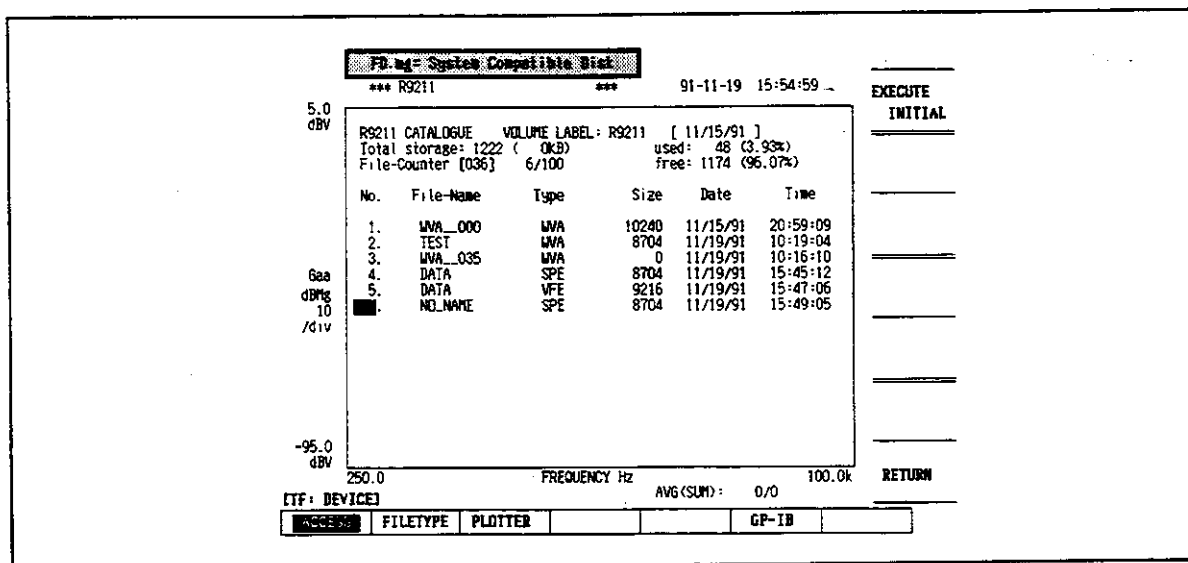 FD.mg= System Compatible Disk
*** R9211 *** 91-11-19 15:54:59
EXECUTE
INITIAL
5.0
dBV
R9211 CATALOGUE VOLUME LABEL: R9211 [ 11/15/91 ]
Total storage: 1222 ( 0kB) used: 48 (3.93%)
File-Counter [036] 6/100 free: 1174 (96.07%)
No. File-Name Type Size Date Time
1. WVA__000 WVA 10240 11/15/91 20:59:09
2. TEST WVA 8704 11/19/91 10:19:04
3. WVA__035 WVA 0 11/19/91 10:16:10
4. DATA SPE 8704 11/19/91 15:45:12
5. DATA VFE 9216 11/19/91 15:47:06
. NO_NAME SPE 8704 11/19/91 15:49:05
Gaa
dBMg
10
/div
-95.0
dBV
250.0 FREQUENCY Hz 100.0k
RETURN
AVG(SUM): 0/0
[TF: DEVICE]
ACCESS FILETYPE PLOTTER GP-IB